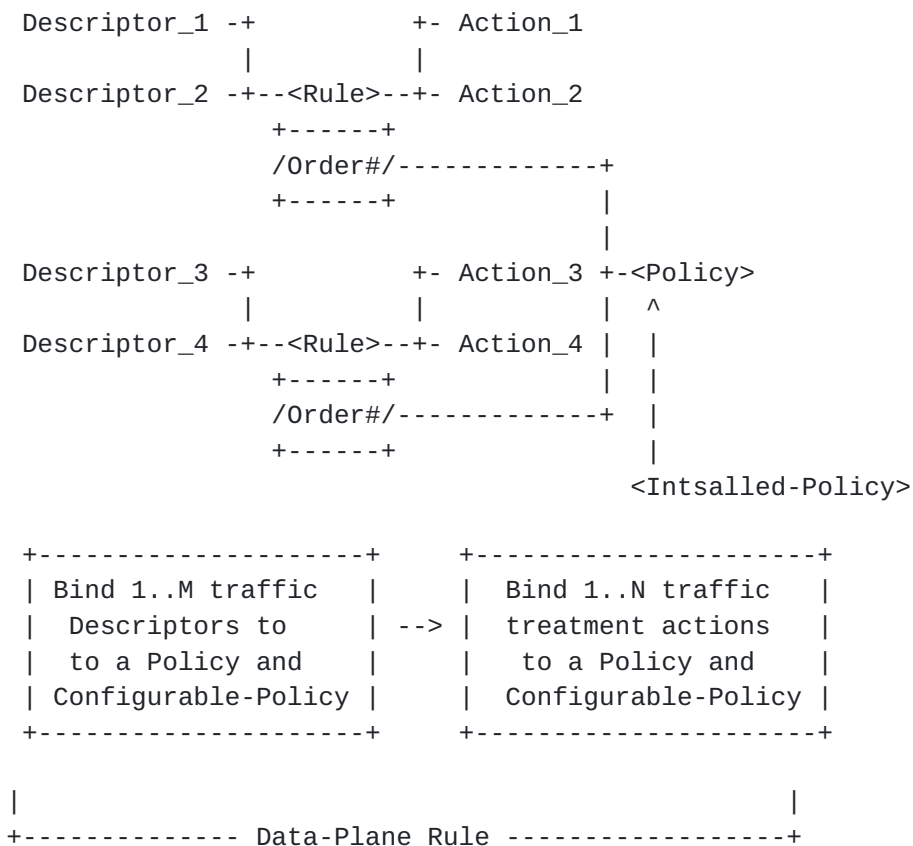 Descriptor_1 -+          +- Action_1
              |          |
Descriptor_2 -+--<Rule>--+- Action_2
                +------+
                /Order#/-------------+
                +------+             |
                                     |
Descriptor_3 -+          +- Action_3 +-<Policy>
              |          |           |  ^
Descriptor_4 -+--<Rule>--+- Action_4 |  |
                +------+             |  |
                /Order#/-------------+  |
                +------+                |
                                       <Intsalled-Policy>
+---------------------+     +----------------------+
| Bind 1..M traffic   |     |  Bind 1..N traffic   |
|  Descriptors to     | --> |  treatment actions   |
|  to a Policy and    |     |   to a Policy and    |
| Configurable-Policy |     |  Configurable-Policy |
+---------------------+     +----------------------+
|                                                 |
+-------------- Data-Plane Rule ------------------+